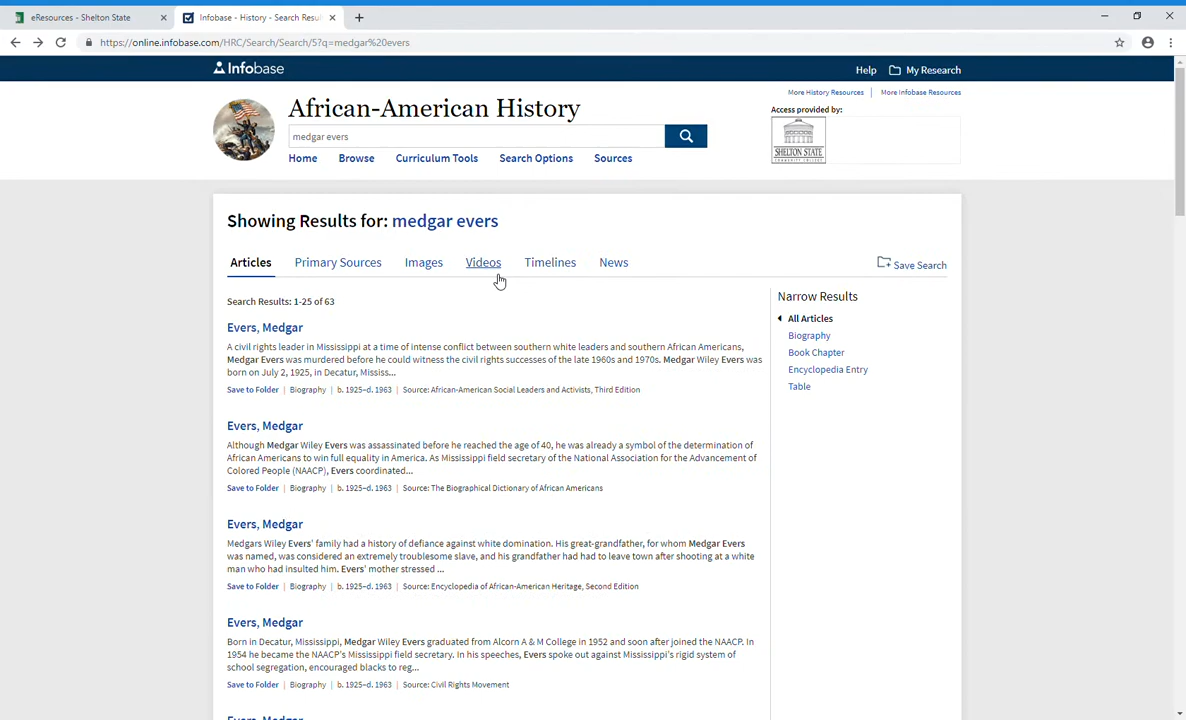 eResources - Shelton State
Infobase - History - Search Resul
https://online.infobase.com/HRC/Search/Search/5?q=medgar%20evers
Infobase
Help
My Research
More History Resources | More Infobase Resources
African-American History
Access provided by:
medgar evers
SHELTON STATE
COMMUNITY COLLEGE
Home Browse Curriculum Tools Search Options Sources
Showing Results for: medgar evers
Articles Primary Sources Images Videos Timelines News
Save Search
Search Results: 1-25 of 63
Evers, Medgar
A civil rights leader in Mississippi at a time of intense conflict between southern white leaders and southern African Americans,
Medgar Evers was murdered before he could witness the civil rights successes of the late 1960s and 1970s. Medgar Wiley Evers was
born on July 2, 1925, in Decatur, Mississ...
Save to Folder | Biography | b. 1925–d. 1963 | Source: African-American Social Leaders and Activists, Third Edition
Evers, Medgar
Although Medgar Wiley Evers was assassinated before he reached the age of 40, he was already a symbol of the determination of
African Americans to win full equality in America. As Mississippi field secretary of the National Association for the Advancement of
Colored People (NAACP), Evers coordinated...
Save to Folder | Biography | b. 1925–d. 1963 | Source: The Biographical Dictionary of African Americans
Evers, Medgar
Medgars Wiley Evers' family had a history of defiance against white domination. His great-grandfather, for whom Medgar Evers
was named, was considered an extremely troublesome slave, and his grandfather had had to leave town after shooting at a white
man who had insulted him. Evers' mother stressed ...
Save to Folder | Biography | b. 1925–d. 1963 | Source: Encyclopedia of African-American Heritage, Second Edition
Evers, Medgar
Born in Decatur, Mississippi, Medgar Wiley Evers graduated from Alcorn A & M College in 1952 and soon after joined the NAACP. In
1954 he became the NAACP's Mississippi field secretary. In his speeches, Evers spoke out against Mississippi's rigid system of
school segregation, encouraged blacks to reg...
Save to Folder | Biography | b. 1925–d. 1963 | Source: Civil Rights Movement
Evers, Medgar
Narrow Results
All Articles
Biography
Book Chapter
Encyclopedia Entry
Table